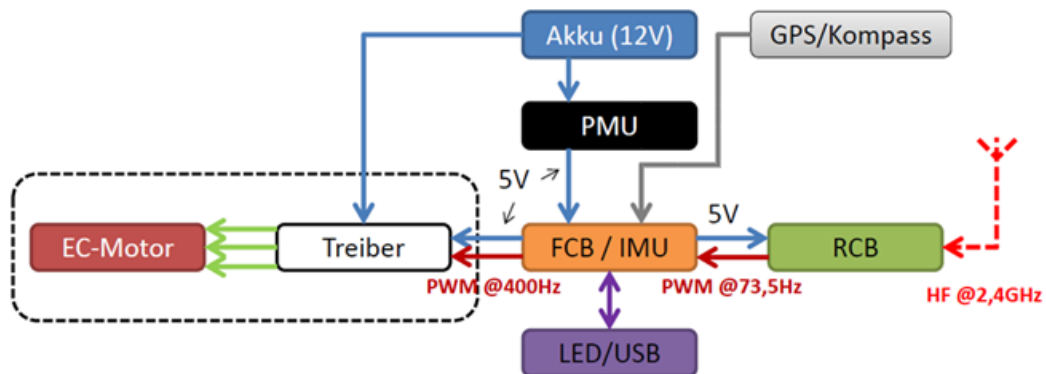 Akku (12V)
GPS/Kompass
PMU
5V
5V
EC-Motor
Treiber
FCB / IMU
RCB
PWM @400Hz
PWM @73,5Hz
HF @2,4GHz
LED/USB